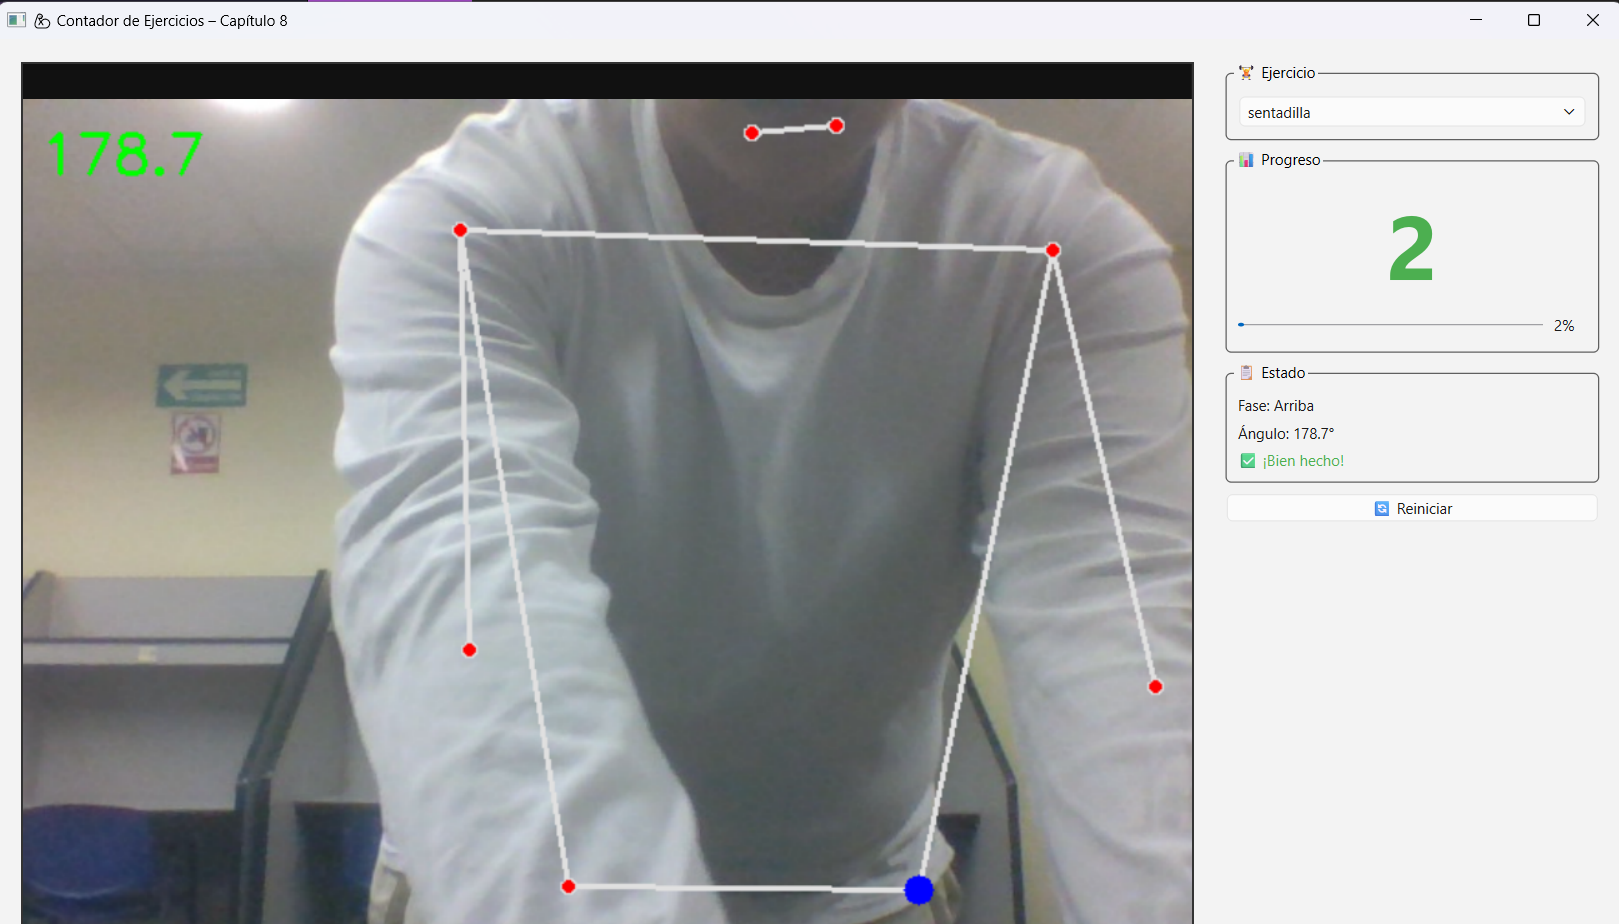 Contador de Ejercicios – Capítulo 8
178.7
Ejercicio
sentadilla
Progreso
2
2%
Estado
Fase: Arriba
Ángulo: 178.7°
¡Bien hecho!
Reiniciar